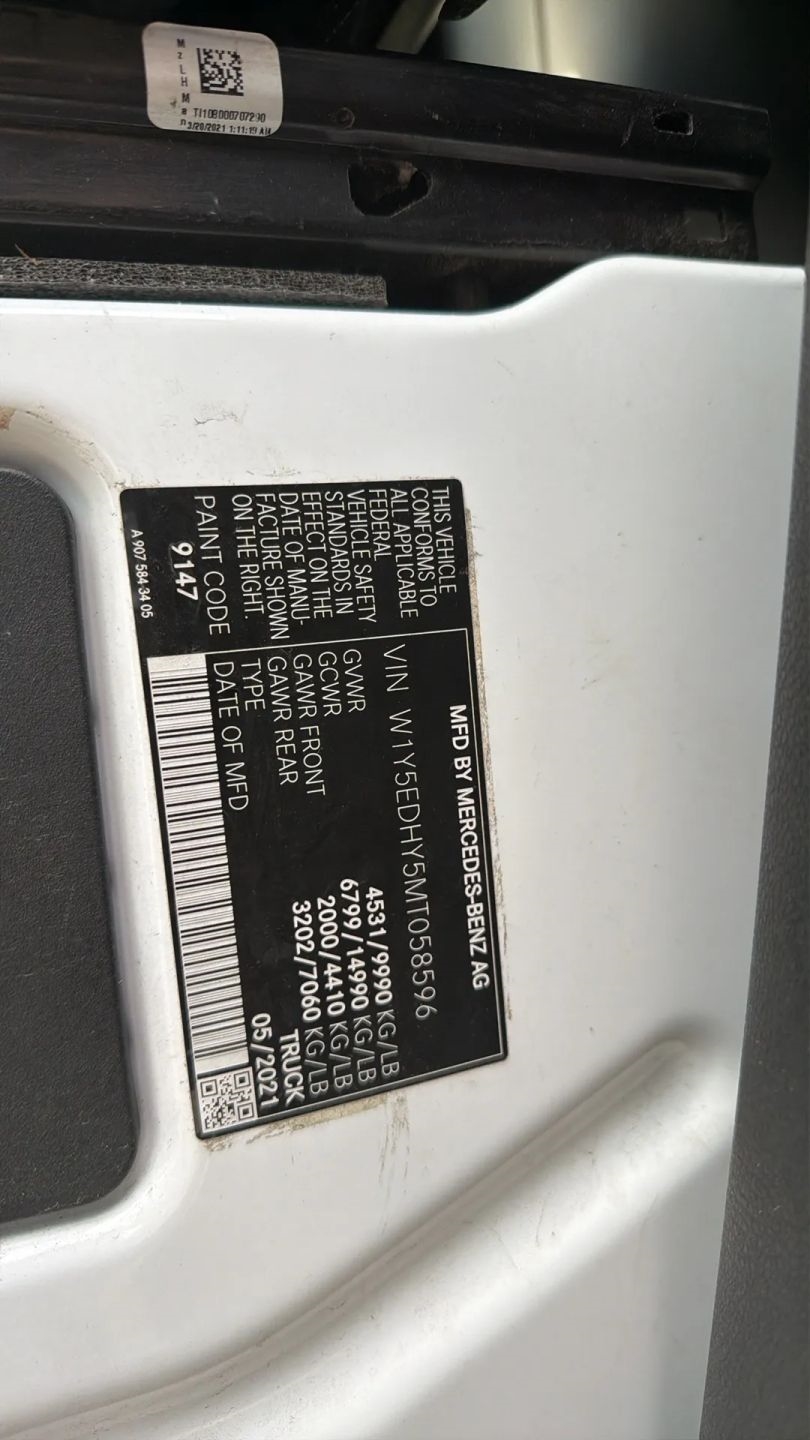 MzLHMan
TJ10B000707290
3/20/2021 1:11:19 AM
MFD BY MERCEDES-BENZ AG
THIS VEHICLE
CONFORMS TO
ALL APPLICABLE
FEDERAL
VEHICLE SAFETY
STANDARDS IN
EFFECT ON THE
DATE OF MANU-
FACTURE SHOWN
ON THE RIGHT.
PAINT CODE
9147
A 907 584 34 05
VIN W1Y5EDHY5MT058596
GVWR 4531/9990 KG/LB
GCWR 6799/14990 KG/LB
GAWR FRONT 2000/4410 KG/LB
GAWR REAR 3202/7060 KG/LB
TYPE TRUCK
DATE OF MFD 05/2021